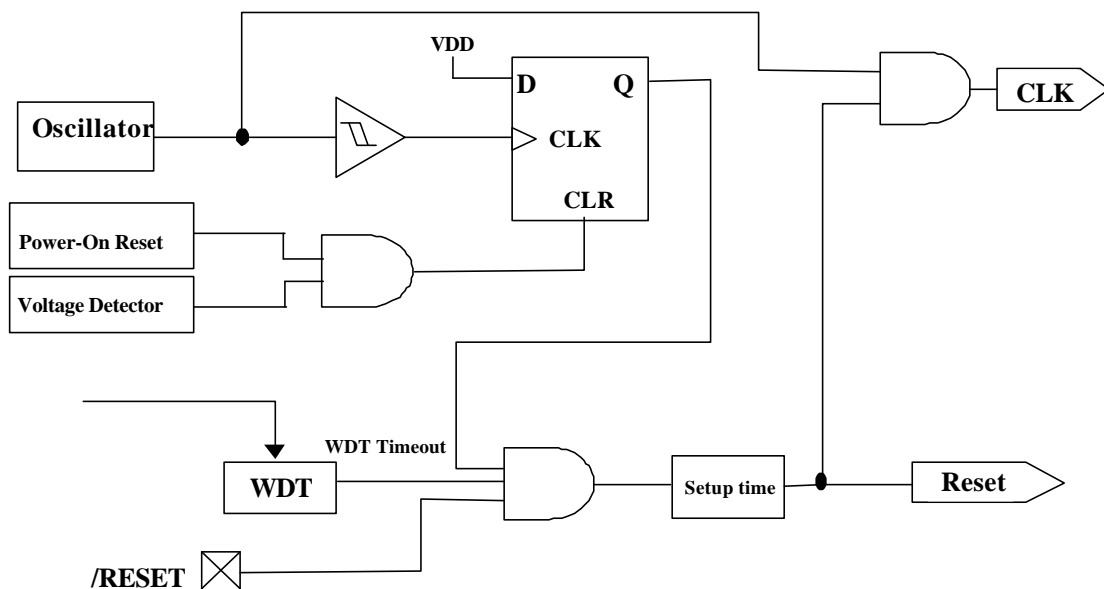 VDD
D
Q
CLK
Oscillator
CLK
CLR
Power-On Reset
Voltage Detector
WDT Timeout
WDT
Setup time
Reset
/RESET